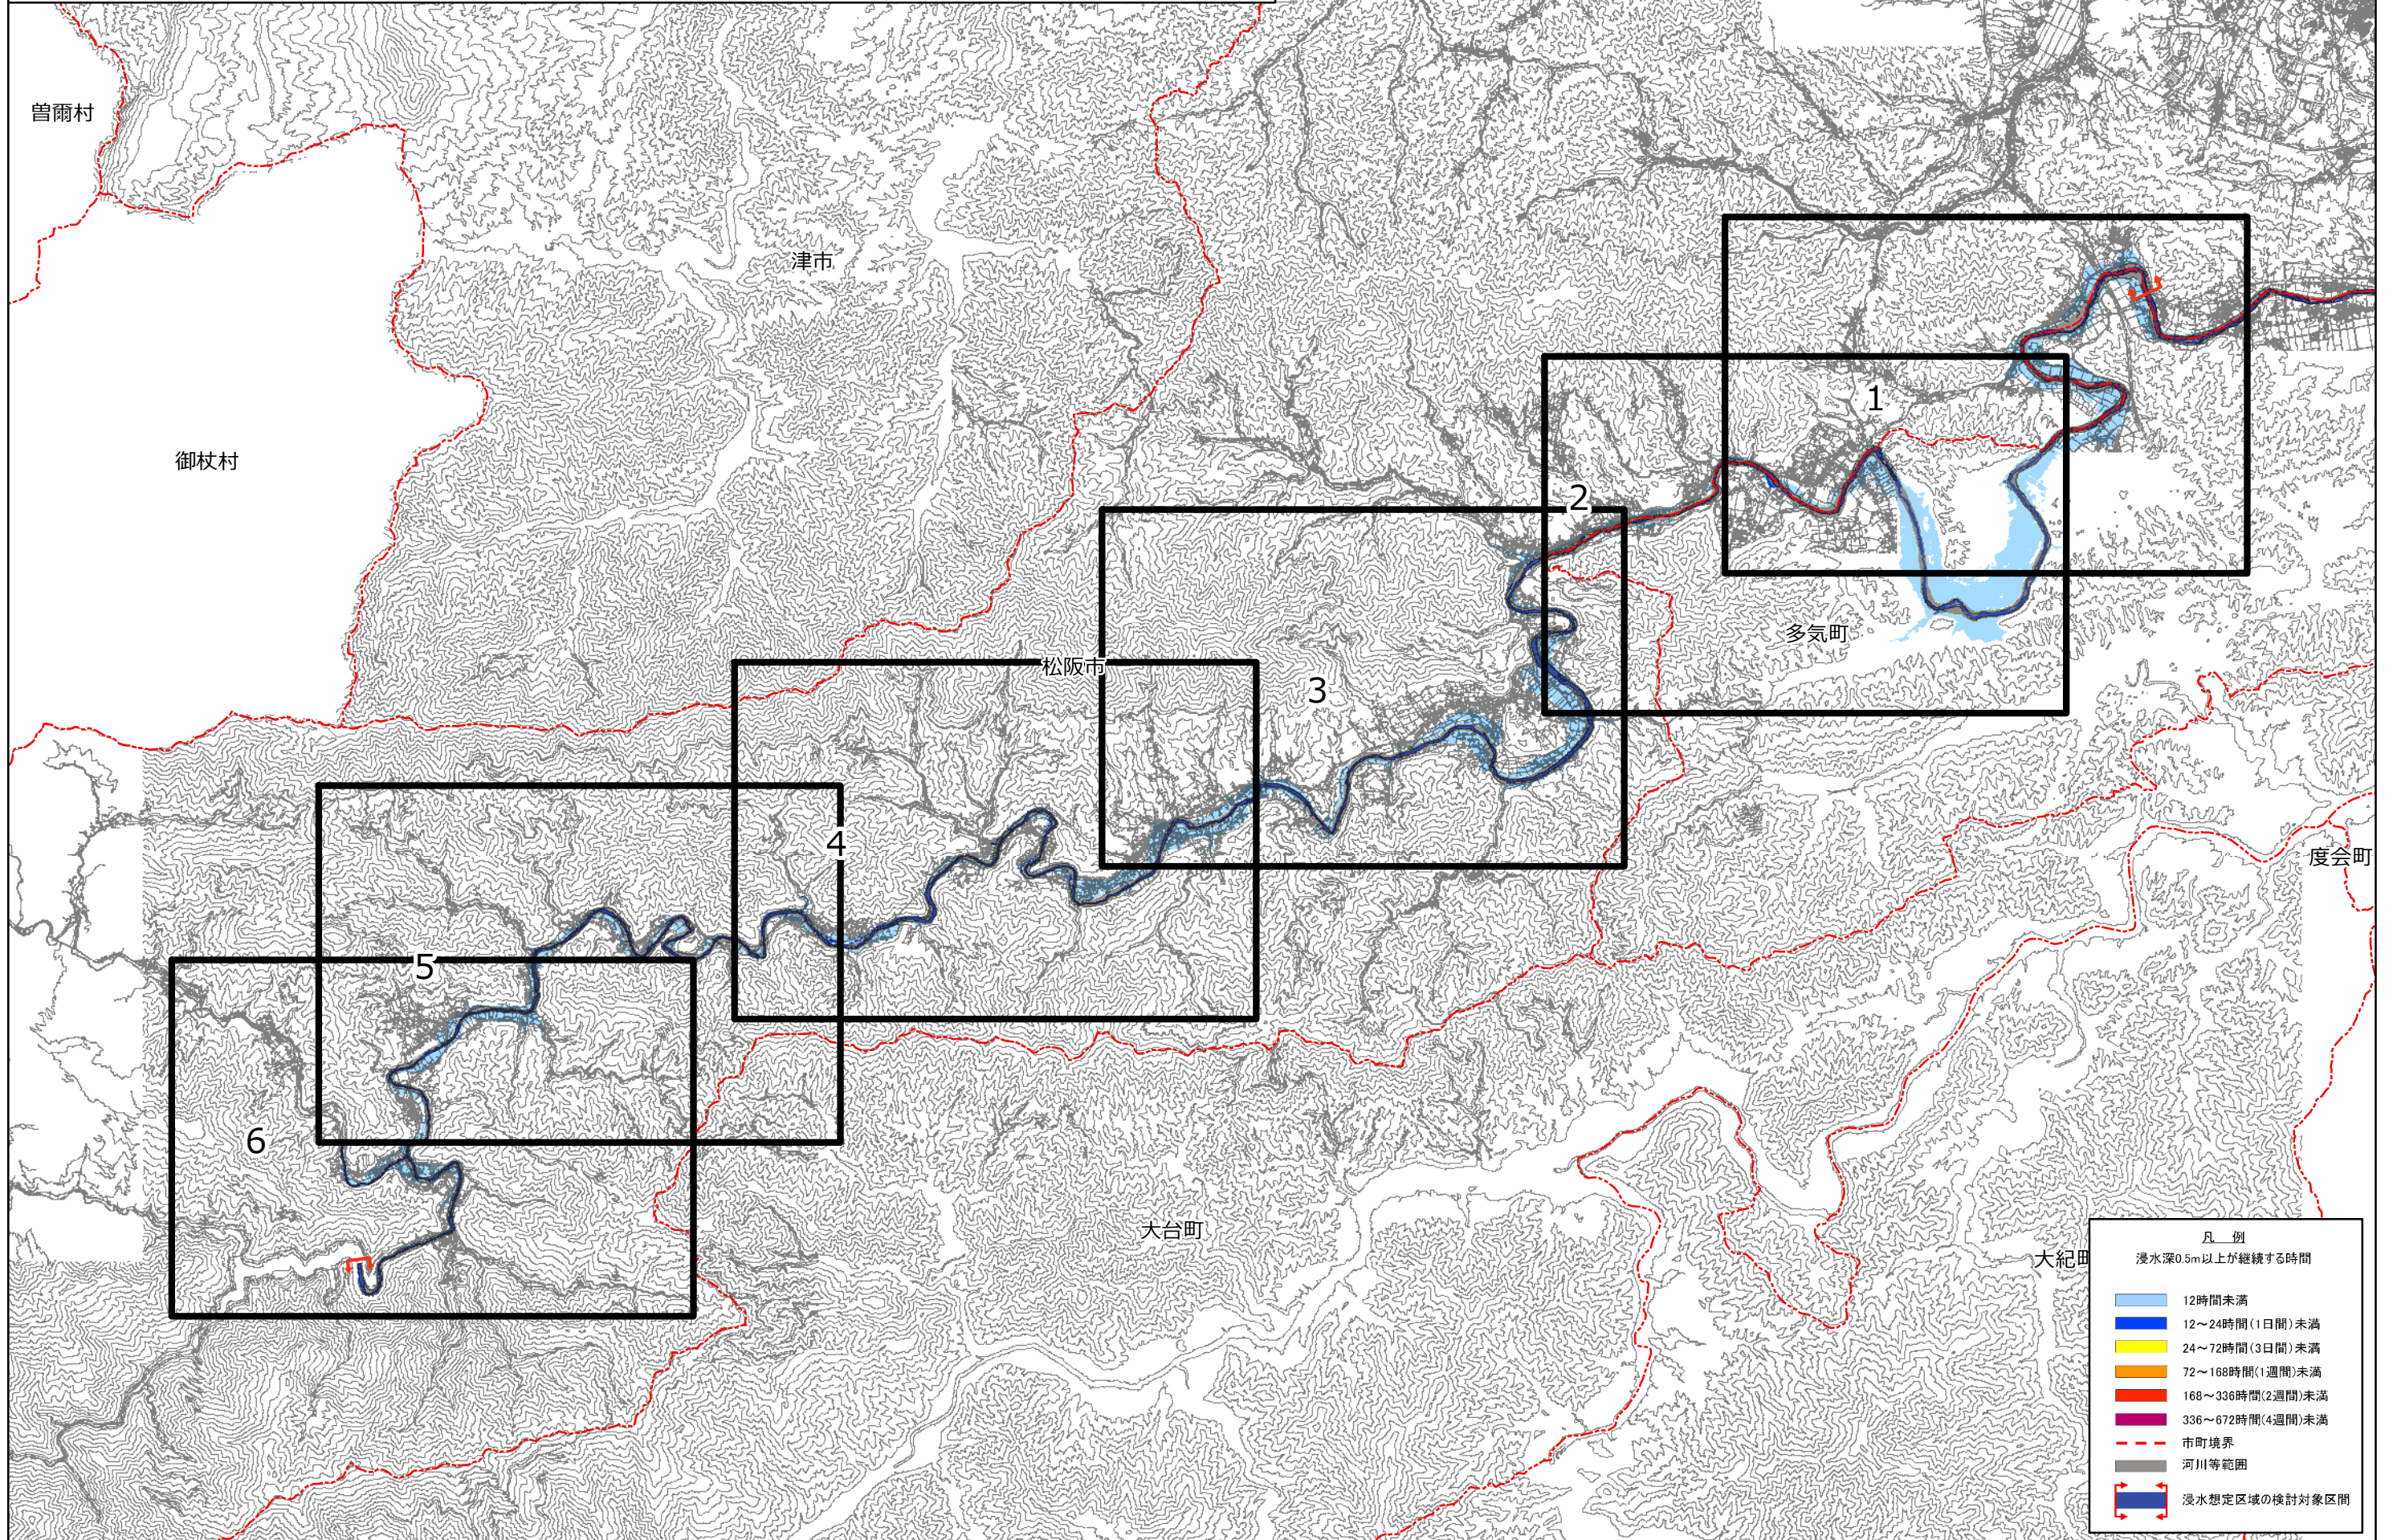 曽爾村
津市
御杖村
1
2
多気町
松阪市
3
4
度会町
5
6
大台町
大紀町
凡 例
浸水深0.5m以上が継続する時間
12時間未満
12～24時間(1日間)未満
24～72時間(3日間)未満
72～168時間(1週間)未満
168～336時間(2週間)未満
336～672時間(4週間)未満
市町境界
河川等範囲
浸水想定区域の検討対象区間